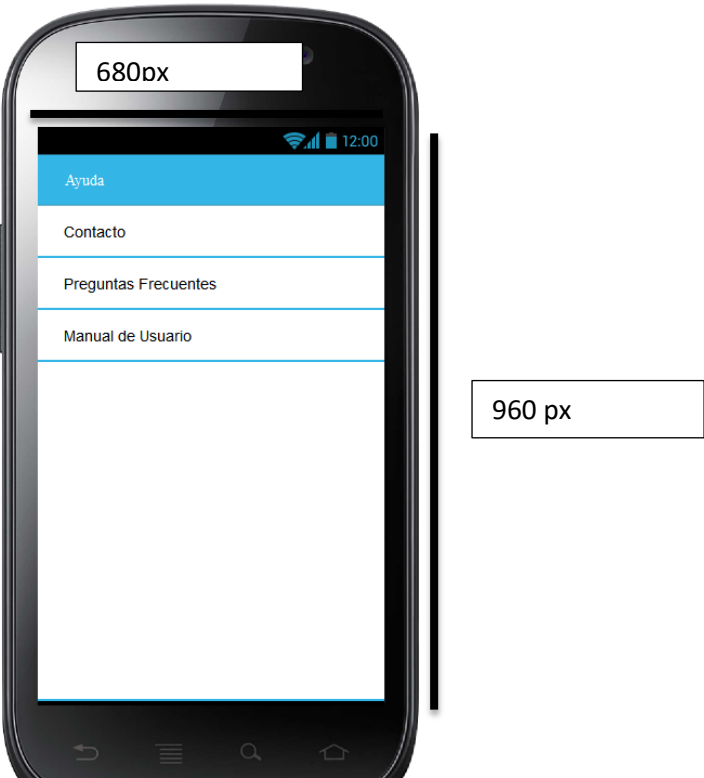 680px
12:00
Ayuda
Contacto
Preguntas Frecuentes
Manual de Usuario
960 px